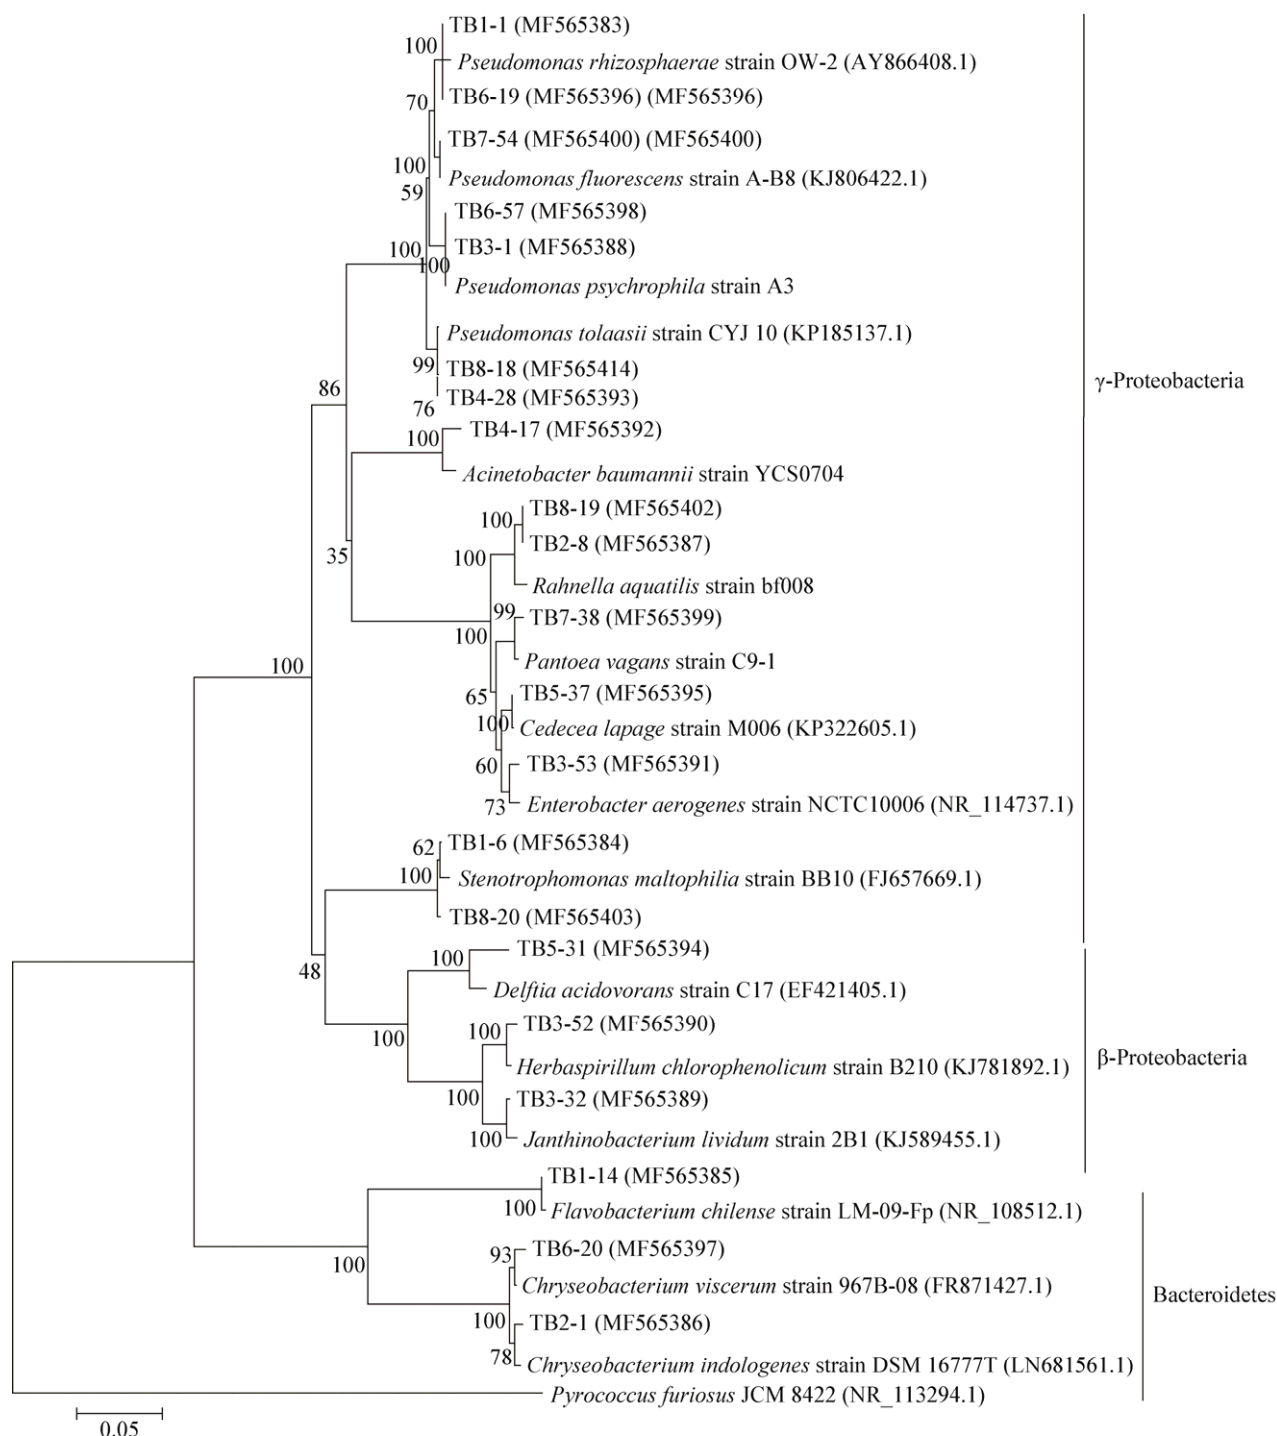 TB1-1 (MF565383)
100
Pseudomonas rhizosphaerae strain OW-2 (AY866408.1)
TB6-19 (MF565396) (MF565396)
70
TB7-54 (MF565400) (MF565400)
100
Pseudomonas fluorescens strain A-B8 (KJ806422.1)
59
TB6-57 (MF565398)
TB3-1 (MF565388)
100
100
Pseudomonas psychrophila strain A3
Pseudomonas tolaasii strain CYJ 10 (KP185137.1)
99
TB8-18 (MF565414)
γ-Proteobacteria
86
TB4-28 (MF565393)
76
TB4-17 (MF565392)
100
Acinetobacter baumannii strain YCS0704
TB8-19 (MF565402)
100
TB2-8 (MF565387)
35
100
Rahnella aquatilis strain bf008
99
TB7-38 (MF565399)
100
Pantoea vagans strain C9-1
100
65
TB5-37 (MF565395)
100
Cedecea lapage strain M006 (KP322605.1)
60
TB3-53 (MF565391)
73
Enterobacter aerogenes strain NCTC10006 (NR_114737.1)
62
TB1-6 (MF565384)
100
Stenotrophomonas maltophilia strain BB10 (FJ657669.1)
TB8-20 (MF565403)
TB5-31 (MF565394)
100
48
Delftia acidovorans strain C17 (EF421405.1)
TB3-52 (MF565390)
100
100
Herbaspirillum chlorophenolicum strain B210 (KJ781892.1)
β-Proteobacteria
100
TB3-32 (MF565389)
100
Janthinobacterium lividum strain 2B1 (KJ589455.1)
TB1-14 (MF565385)
100
Flavobacterium chilense strain LM-09-Fp (NR_108512.1)
93
TB6-20 (MF565397)
100
Chryseobacterium viscerum strain 967B-08 (FR871427.1)
Bacteroidetes
100
TB2-1 (MF565386)
78
Chryseobacterium indologenes strain DSM 16777T (LN681561.1)
Pyrococcus furiosus JCM 8422 (NR_113294.1)
0.05